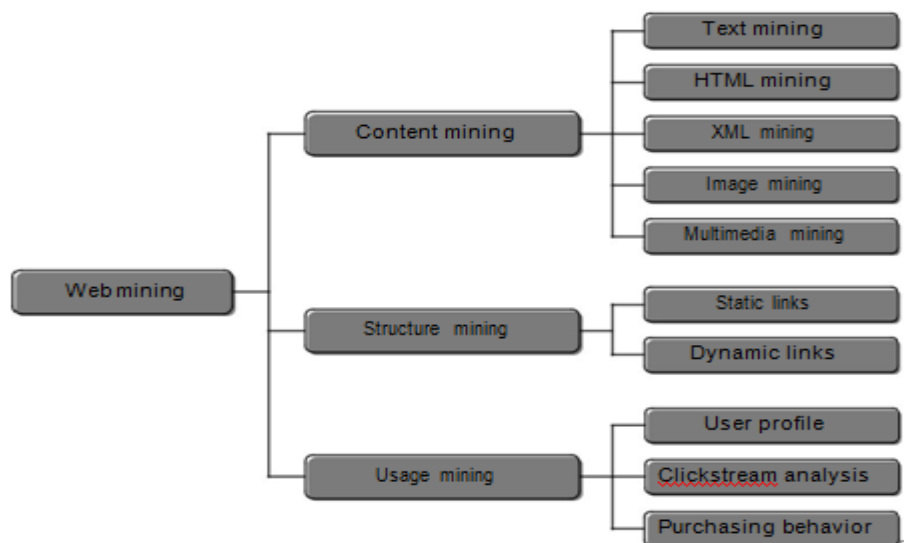 Text mining
HTML mining
Content mining
XML mining
Image mining
Multimedia mining
Web mining
Static links
Structure mining
Dynamic links
User profile
Usage mining
Clickstream analysis
Purchasing behavior